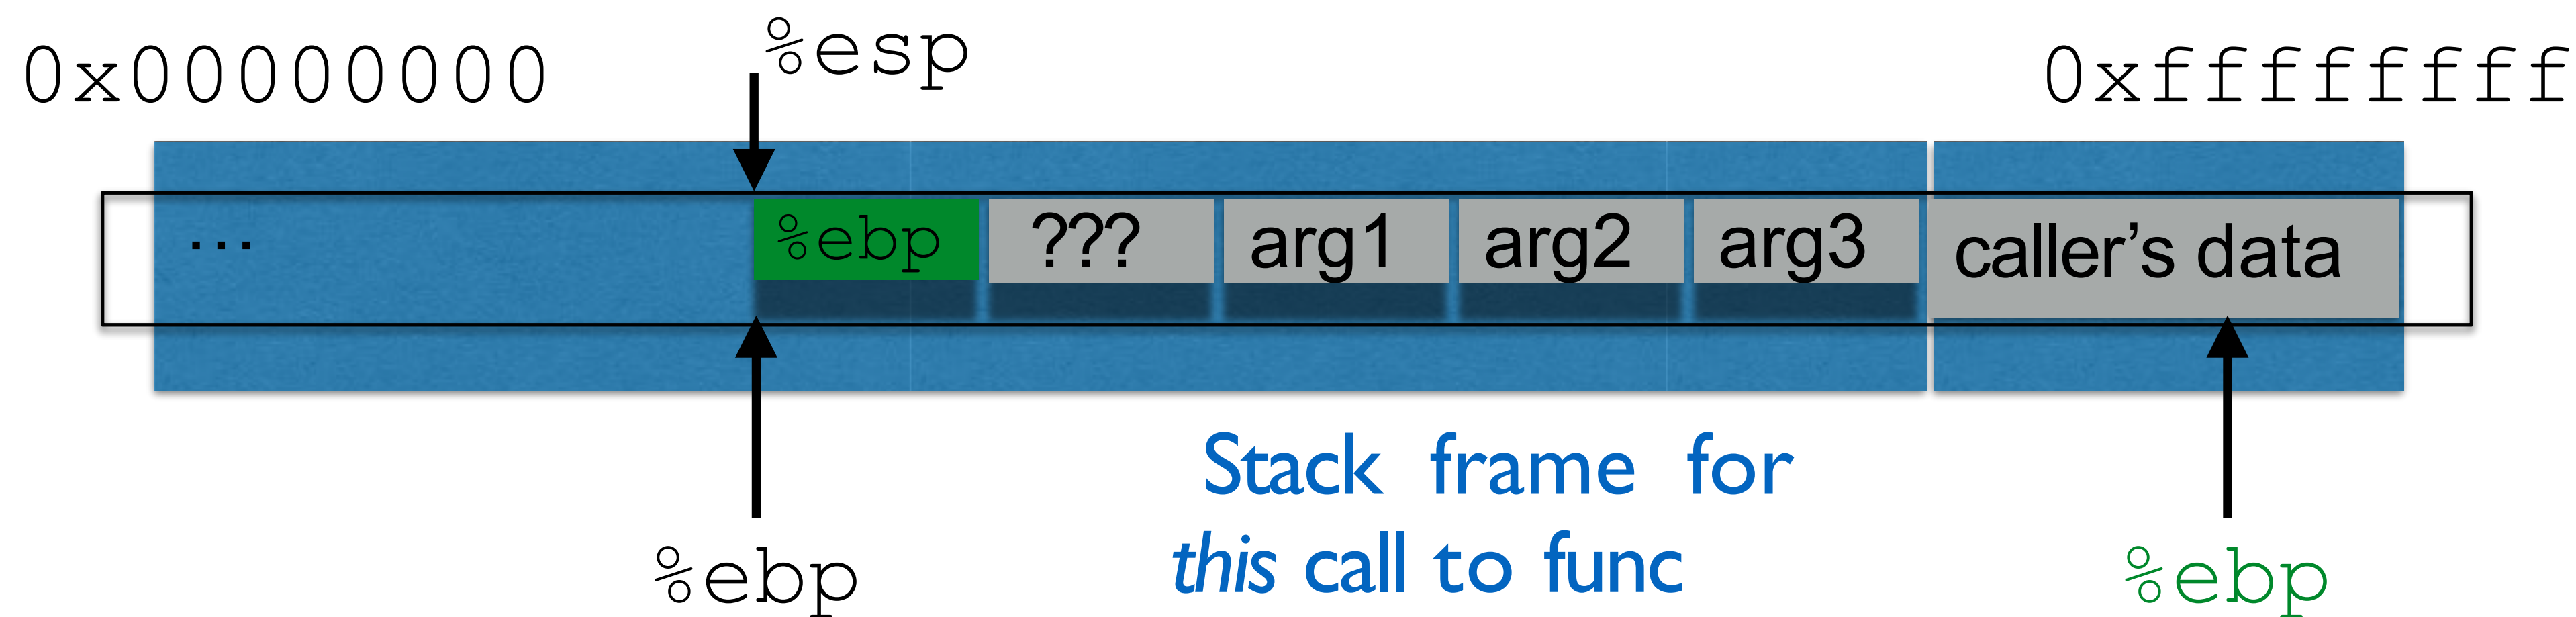 0x00000000 %esp 0xffffffff
... %ebp ??? arg1 arg2 arg3 caller’s data
Stack frame for
this call to func
%ebp %ebp